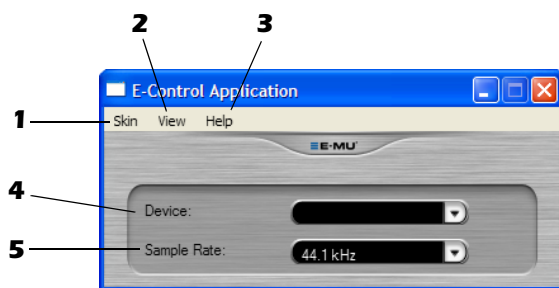 2 3
E-Control Application
1 Skin View Help
E-MU
4 Device:
5 Sample Rate: 44.1 kHz